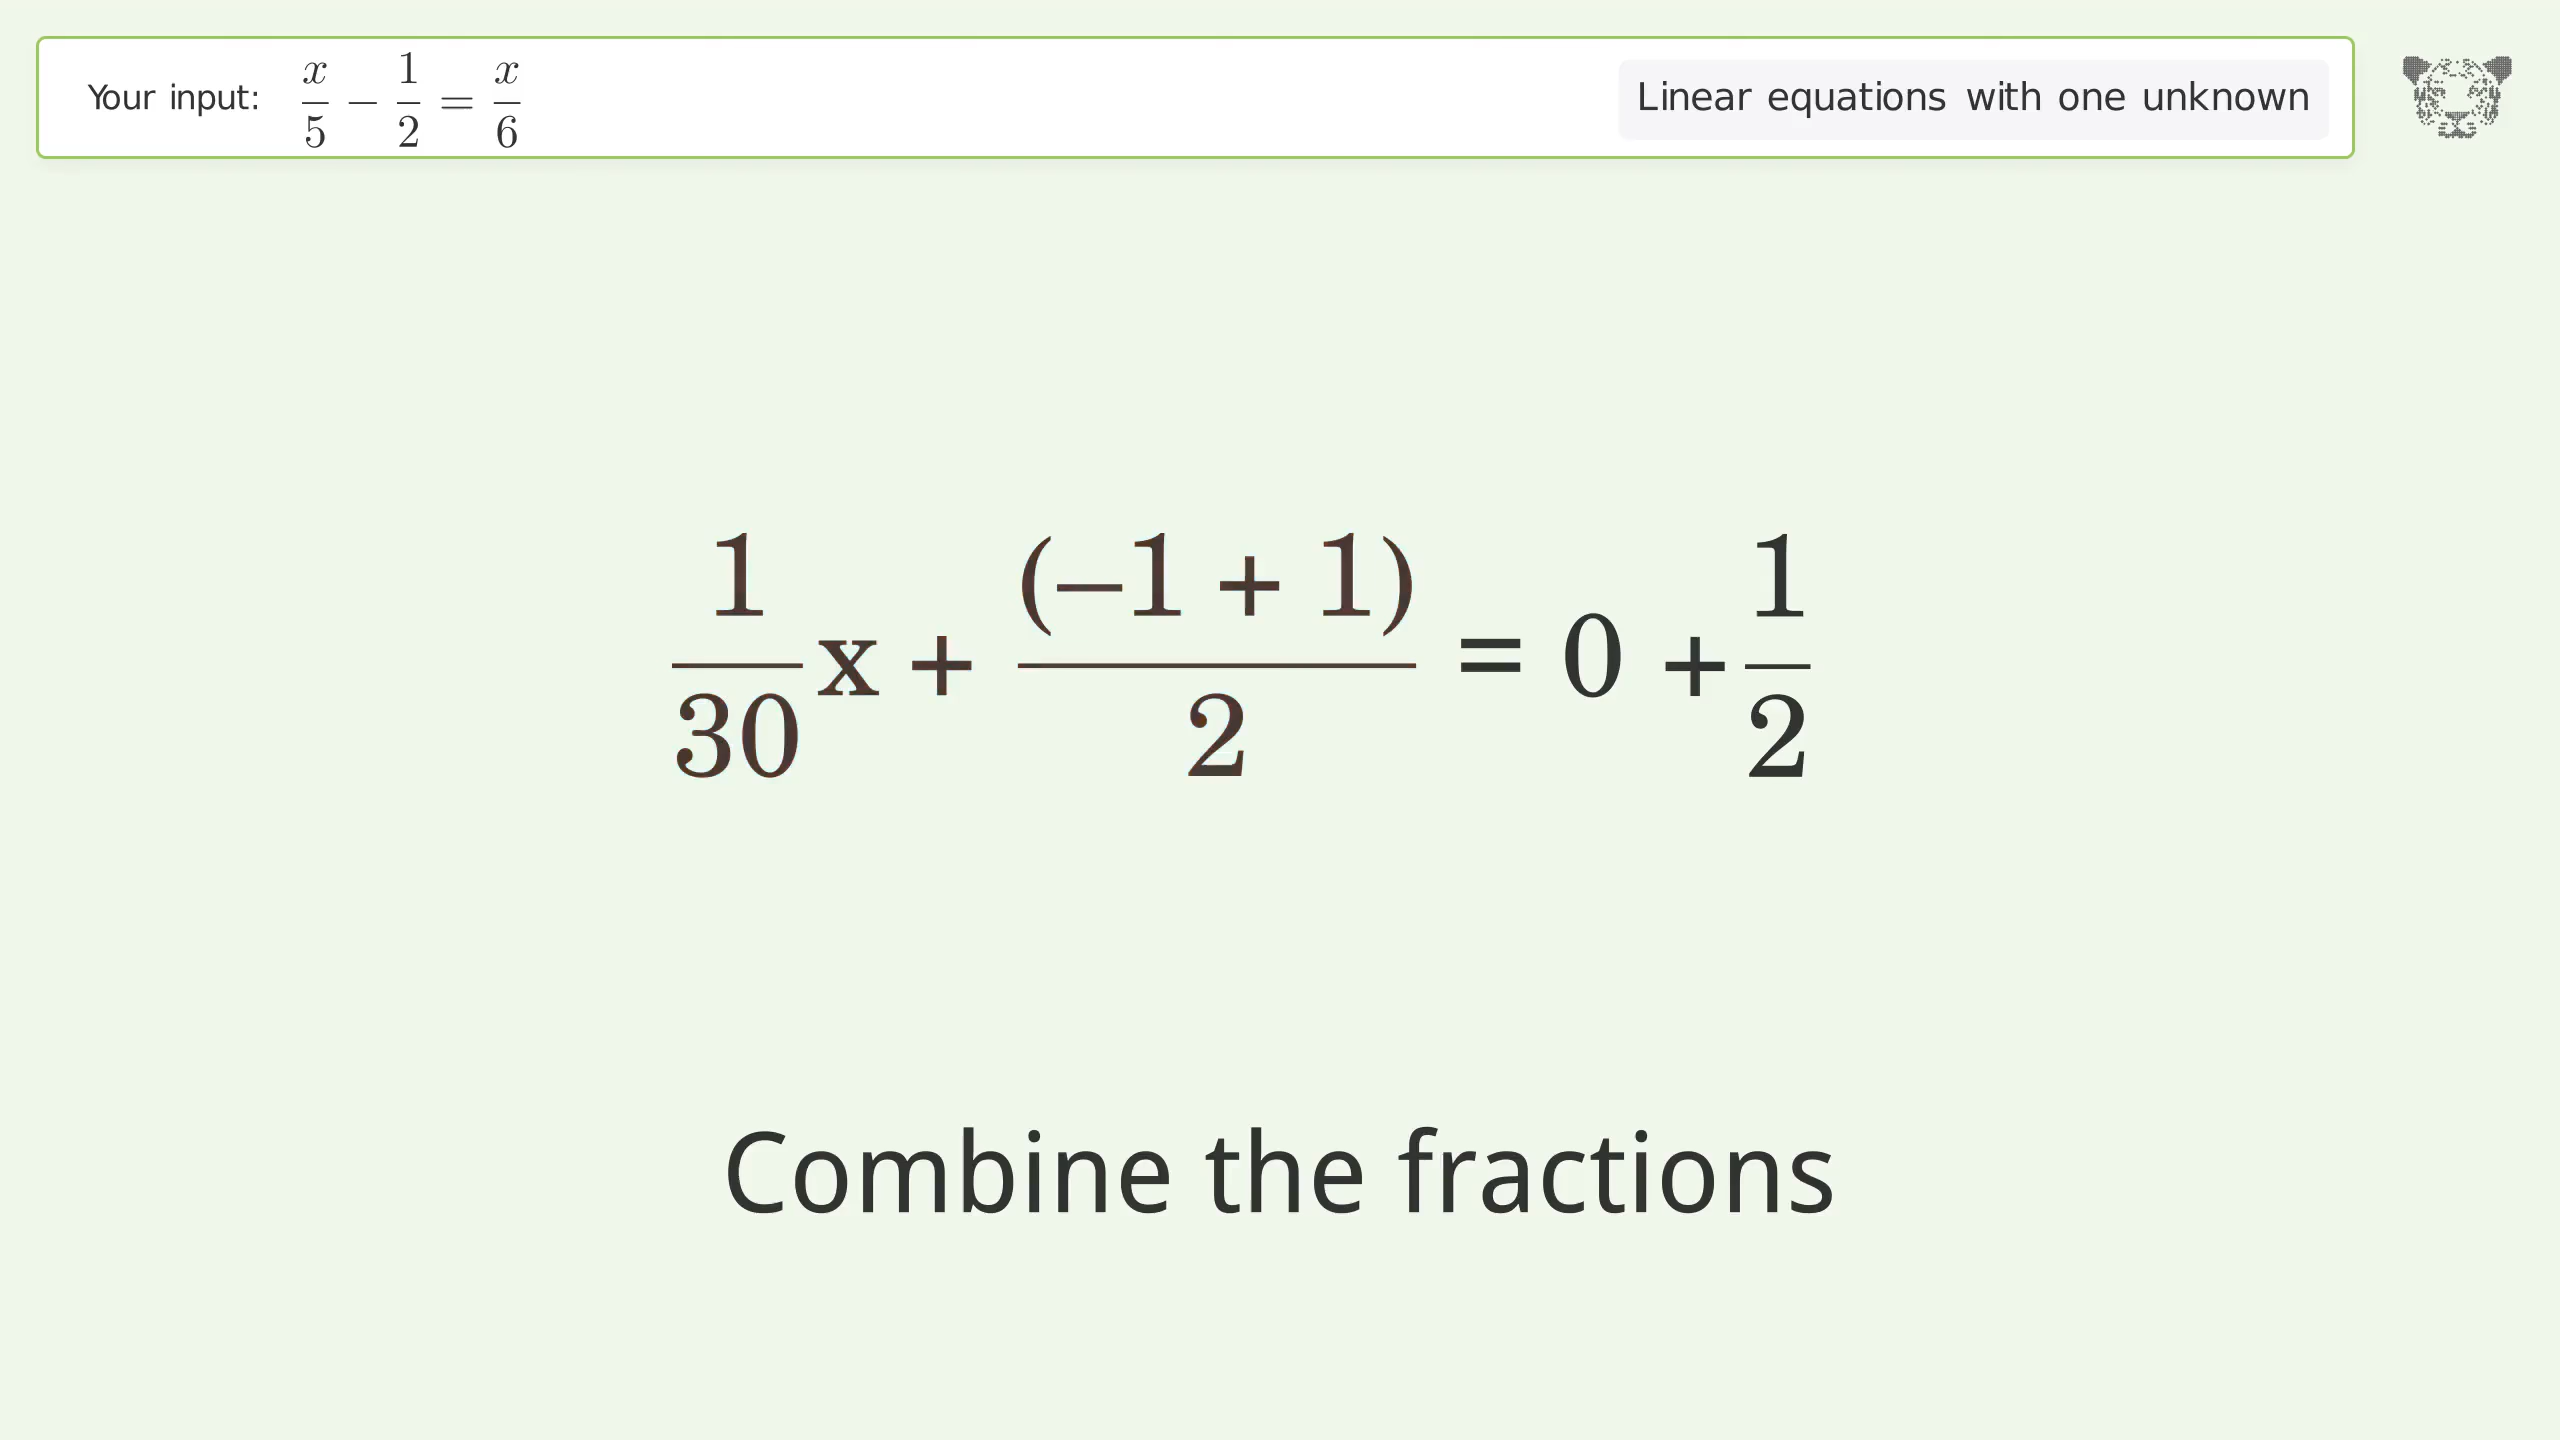 Your input: x/5 − 1/2 = x/6
Linear equations with one unknown
1/30 x + (−1 + 1)/2 = 0 + 1/2
Combine the fractions